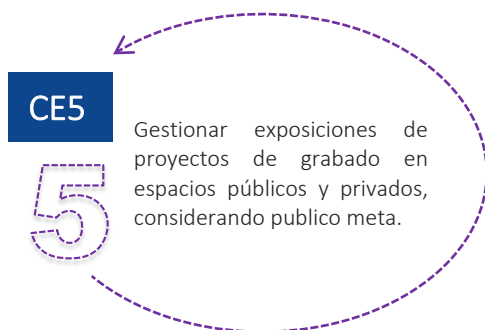 CE5
5
Gestionar exposiciones de
proyectos de grabado en
espacios públicos y privados,
considerando publico meta.